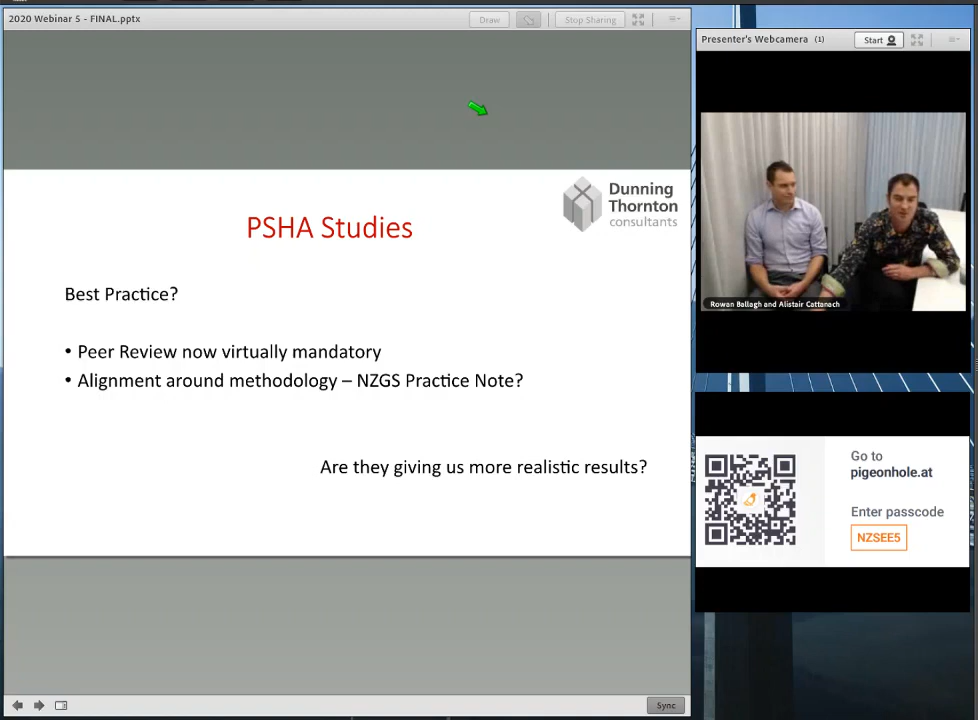 2020 Webinar 5 - FINAL.pptx
Draw
Stop Sharing
Dunning
Thornton
consultants
PSHA Studies
Best Practice?
• Peer Review now virtually mandatory
• Alignment around methodology – NZGS Practice Note?
Are they giving us more realistic results?
Sync
Presenter's Webcamera (1)
Start
Rowan Ballagh and Alistair Cattanach
Go to
pigeonhole.at
Enter passcode
NZSEE5